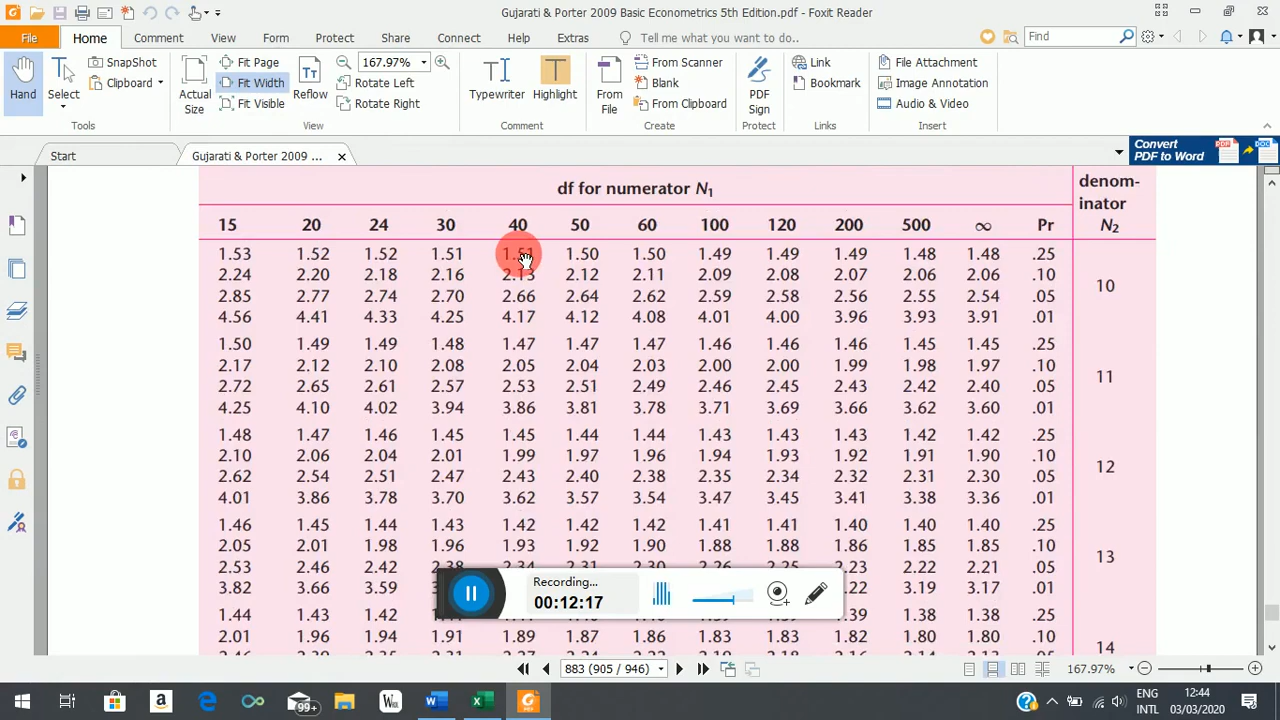 Gujarati & Porter 2009 Basic Econometrics 5th Edition.pdf - Foxit Reader
File Home Comment View Form Protect Share Connect Help Extras Tell me what you want to do... Find
Hand
Select
SnapShot
Clipboard
Tools
Actual Size
Fit Page
Fit Width
Fit Visible
Reflow
167.97%
Rotate Left
Rotate Right
View
Typewriter
Highlight
Comment
From File
From Scanner
Blank
From Clipboard
Create
PDF Sign
Protect
Link
Bookmark
Links
File Attachment
Image Annotation
Audio & Video
Insert
Start
Gujarati & Porter 2009 ...
Convert
PDF to Word
df for numerator N1
denom-
inator
N2
15 20 24 30 40 50 60 100 120 200 500 ∞ Pr
1.53 1.52 1.52 1.51 1.51 1.50 1.50 1.49 1.49 1.49 1.48 1.48 .25
2.24 2.20 2.18 2.16 2.13 2.12 2.11 2.09 2.08 2.07 2.06 2.06 .10
10
2.85 2.77 2.74 2.70 2.66 2.64 2.62 2.59 2.58 2.56 2.55 2.54 .05
4.56 4.41 4.33 4.25 4.17 4.12 4.08 4.01 4.00 3.96 3.93 3.91 .01
1.50 1.49 1.49 1.48 1.47 1.47 1.47 1.46 1.46 1.46 1.45 1.45 .25
2.17 2.12 2.10 2.08 2.05 2.04 2.03 2.00 2.00 1.99 1.98 1.97 .10
11
2.72 2.65 2.61 2.57 2.53 2.51 2.49 2.46 2.45 2.43 2.42 2.40 .05
4.25 4.10 4.02 3.94 3.86 3.81 3.78 3.71 3.69 3.66 3.62 3.60 .01
1.48 1.47 1.46 1.45 1.45 1.44 1.44 1.43 1.43 1.43 1.42 1.42 .25
2.10 2.06 2.04 2.01 1.99 1.97 1.96 1.94 1.93 1.92 1.91 1.90 .10
12
2.62 2.54 2.51 2.47 2.43 2.40 2.38 2.35 2.34 2.32 2.31 2.30 .05
4.01 3.86 3.78 3.70 3.62 3.57 3.54 3.47 3.45 3.41 3.38 3.36 .01
1.46 1.45 1.44 1.43 1.42 1.42 1.42 1.41 1.41 1.40 1.40 1.40 .25
2.05 2.01 1.98 1.96 1.93 1.92 1.90 1.88 1.88 1.86 1.85 1.85 .10
13
2.53 2.46 2.42 2.38 2.34 2.31 2.30 2.26 2.25 2.23 2.22 2.21 .05
3.82 3.66 3.59 3.19 3.17 .01
Recording...
00:12:17
1.44 1.43 1.42 1.38 1.38 .25
2.01 1.96 1.94 1.91 1.89 1.87 1.86 1.83 1.83 1.82 1.80 1.80 .10
14
883 (905 / 946)
167.97%
99+
ENG
INTL
12:44
03/03/2020